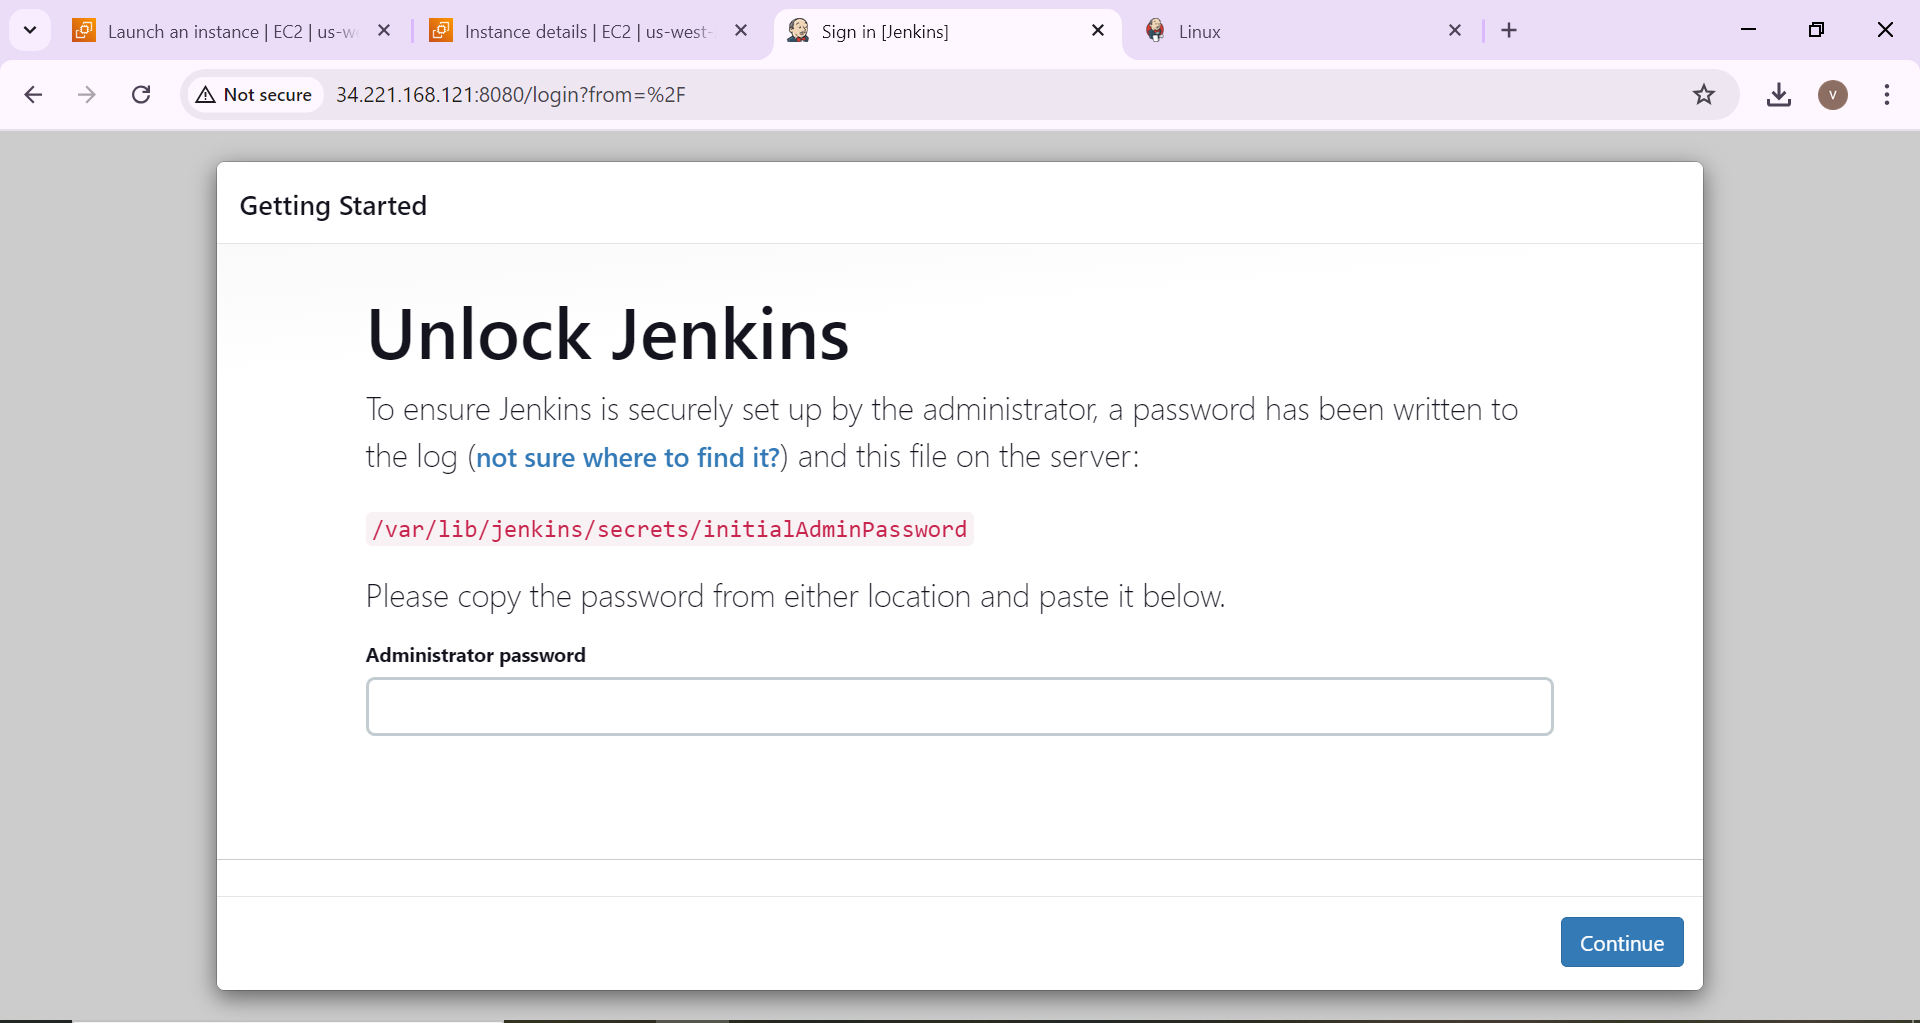 Launch an instance | EC2 | us-we
Instance details | EC2 | us-west-
Sign in [Jenkins]
Linux
Not secure
34.221.168.121:8080/login?from=%2F
V
Getting Started
Unlock Jenkins
To ensure Jenkins is securely set up by the administrator, a password has been written to
the log (not sure where to find it?) and this file on the server:
/var/lib/jenkins/secrets/initialAdminPassword
Please copy the password from either location and paste it below.
Administrator password
Continue